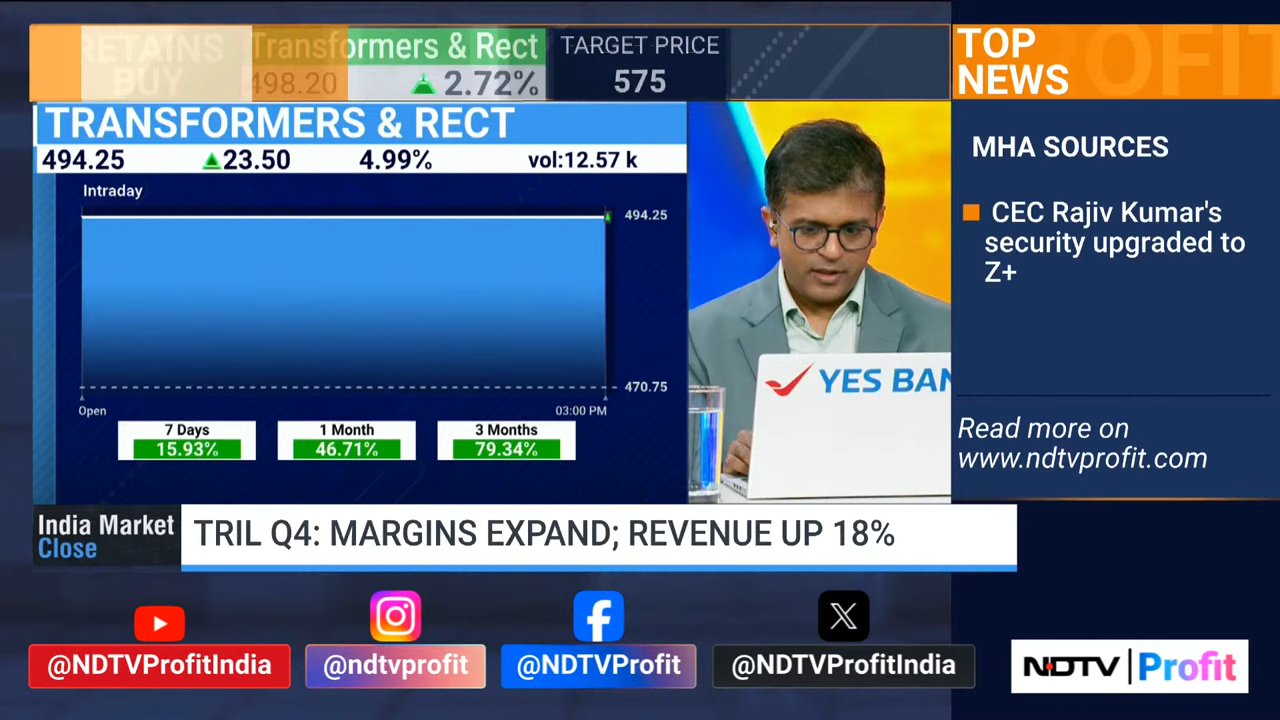 RETAINS
BUY
Transformers & Rect
498.20 2.72%
TARGET PRICE
575
TOP
NEWS
PROFIT
TRANSFORMERS & RECT
494.25 23.50 4.99% vol:12.57 k
Intraday
494.25
470.75
Open 03:00 PM
7 Days 1 Month 3 Months
15.93% 46.71% 79.34%
YES BAN
MHA SOURCES
CEC Rajiv Kumar's
security upgraded to
Z+
Read more on
www.ndtvprofit.com
India Market
Close
TRIL Q4: MARGINS EXPAND; REVENUE UP 18%
@NDTVProfitIndia
@ndtvprofit
@NDTVProfit
@NDTVProfitIndia
NDTV Profit